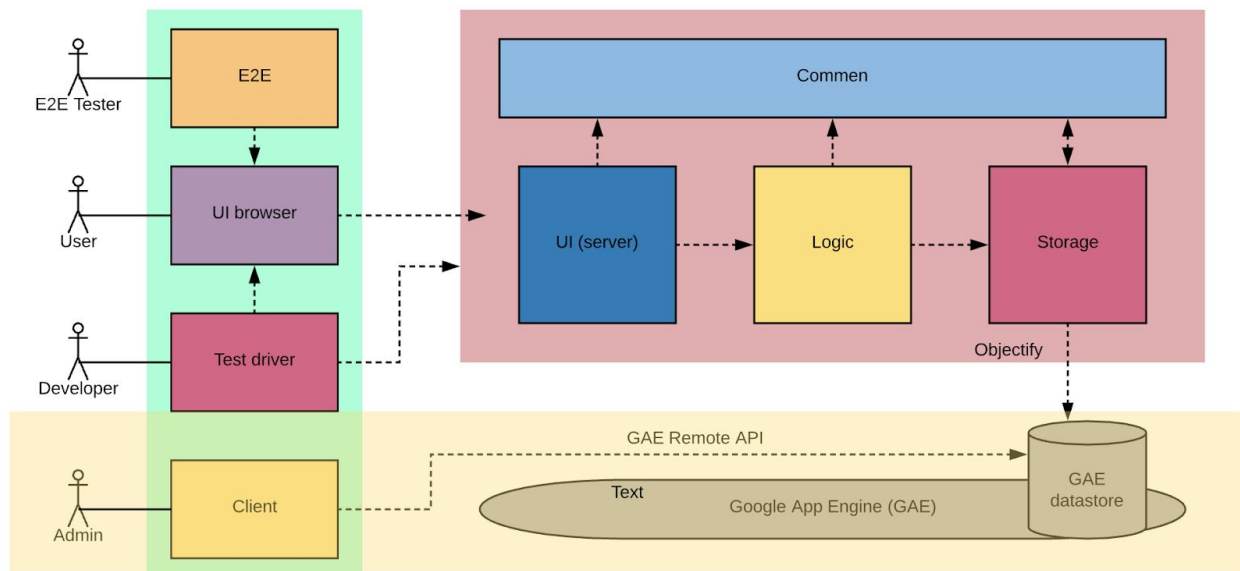 E2E
Commen
E2E Tester
UI browser
User
UI (server)
Logic
Storage
Objectify
Test driver
Developer
GAE Remote API
Client
Admin
Text
Google App Engine (GAE)
GAE
datastore